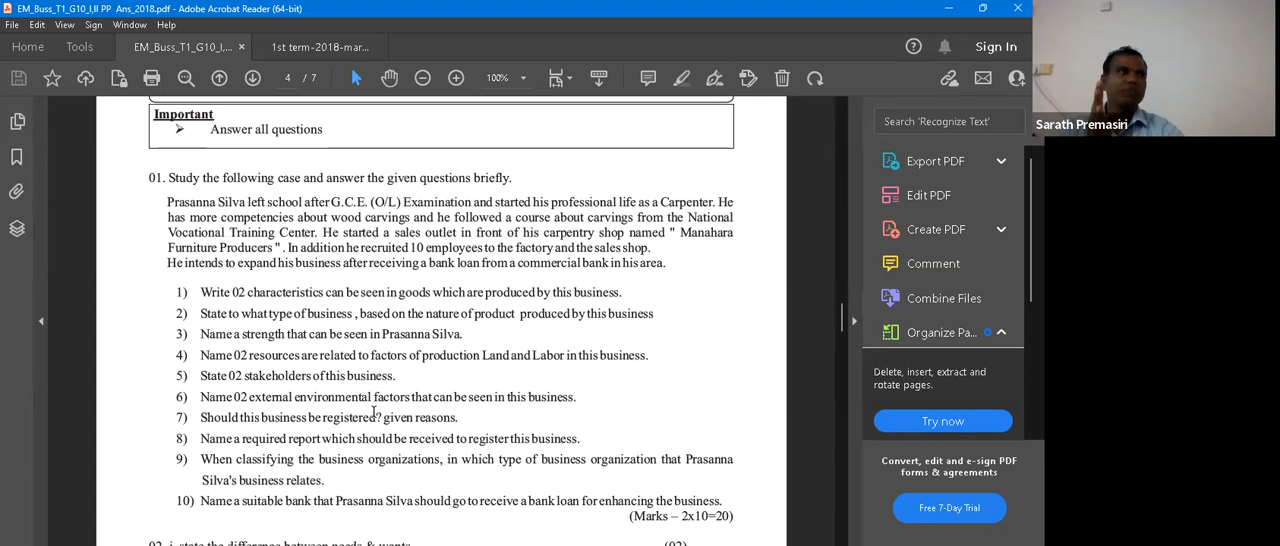 EM_Buss_T1_G10_I,II PP Ans_2018.pdf - Adobe Acrobat Reader (64-bit)
File Edit View Sign Window Help
Home Tools EM_Buss_T1_G10_I,... × 1st term-2018-mar... Sign In
4 / 7 100%
Important
➤ Answer all questions
01. Study the following case and answer the given questions briefly.
Prasanna Silva left school after G.C.E. (O/L) Examination and started his professional life as a Carpenter. He
has more competencies about wood carvings and he followed a course about carvings from the National
Vocational Training Center. He started a sales outlet in front of his carpentry shop named " Manahara
Furniture Producers ". In addition he recruited 10 employees to the factory and the sales shop.
He intends to expand his business after receiving a bank loan from a commercial bank in his area.
1) Write 02 characteristics can be seen in goods which are produced by this business.
2) State to what type of business , based on the nature of product produced by this business
3) Name a strength that can be seen in Prasanna Silva.
4) Name 02 resources are related to factors of production Land and Labor in this business.
5) State 02 stakeholders of this business.
6) Name 02 external environmental factors that can be seen in this business.
7) Should this business be registered? given reasons.
8) Name a required report which should be received to register this business.
9) When classifying the business organizations, in which type of business organization that Prasanna
Silva's business relates.
10) Name a suitable bank that Prasanna Silva should go to receive a bank loan for enhancing the business.
(Marks – 2x10=20)
02. i. state the difference between needs & wants (02)
Search 'Recognize Text'
Export PDF
Edit PDF
Create PDF
Comment
Combine Files
Organize Pa...
Delete, insert, extract and
rotate pages.
Try now
Convert, edit and e-sign PDF
forms & agreements
Free 7-Day Trial
Sarath Premasiri